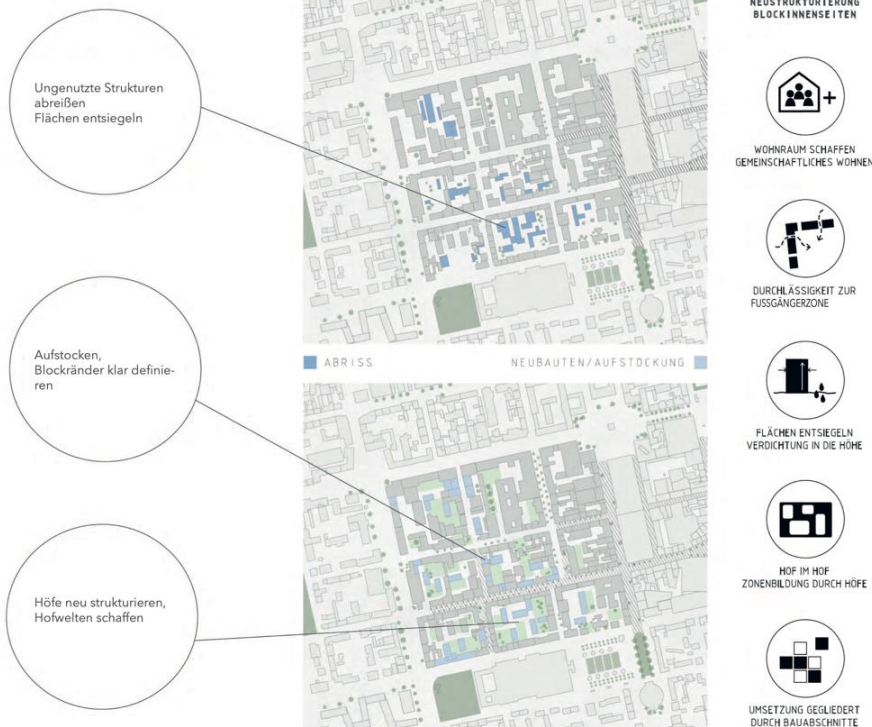 Ungenutzte Strukturen
abreißen
Flächen entsiegeln
Aufstocken,
Blockränder klar definie-
ren
Höfe neu strukturieren,
Hofwelten schaffen
ABRISS
NEUBAUTEN/AUFSTOCKUNG
NEUSTRUKTURIERUNG
BLOCKINNENSEITEN
WOHNRAUM SCHAFFEN
GEMEINSCHAFTLICHES WOHNEN
DURCHLÄSSIGKEIT ZUR
FUSSGÄNGERZONE
FLÄCHEN ENTSIEGELN
VERDICHTUNG IN DIE HÖHE
HOF IM HOF
ZONENBILDUNG DURCH HÖFE
UMSETZUNG GEGLIEDERT
DURCH BAUABSCHNITTE